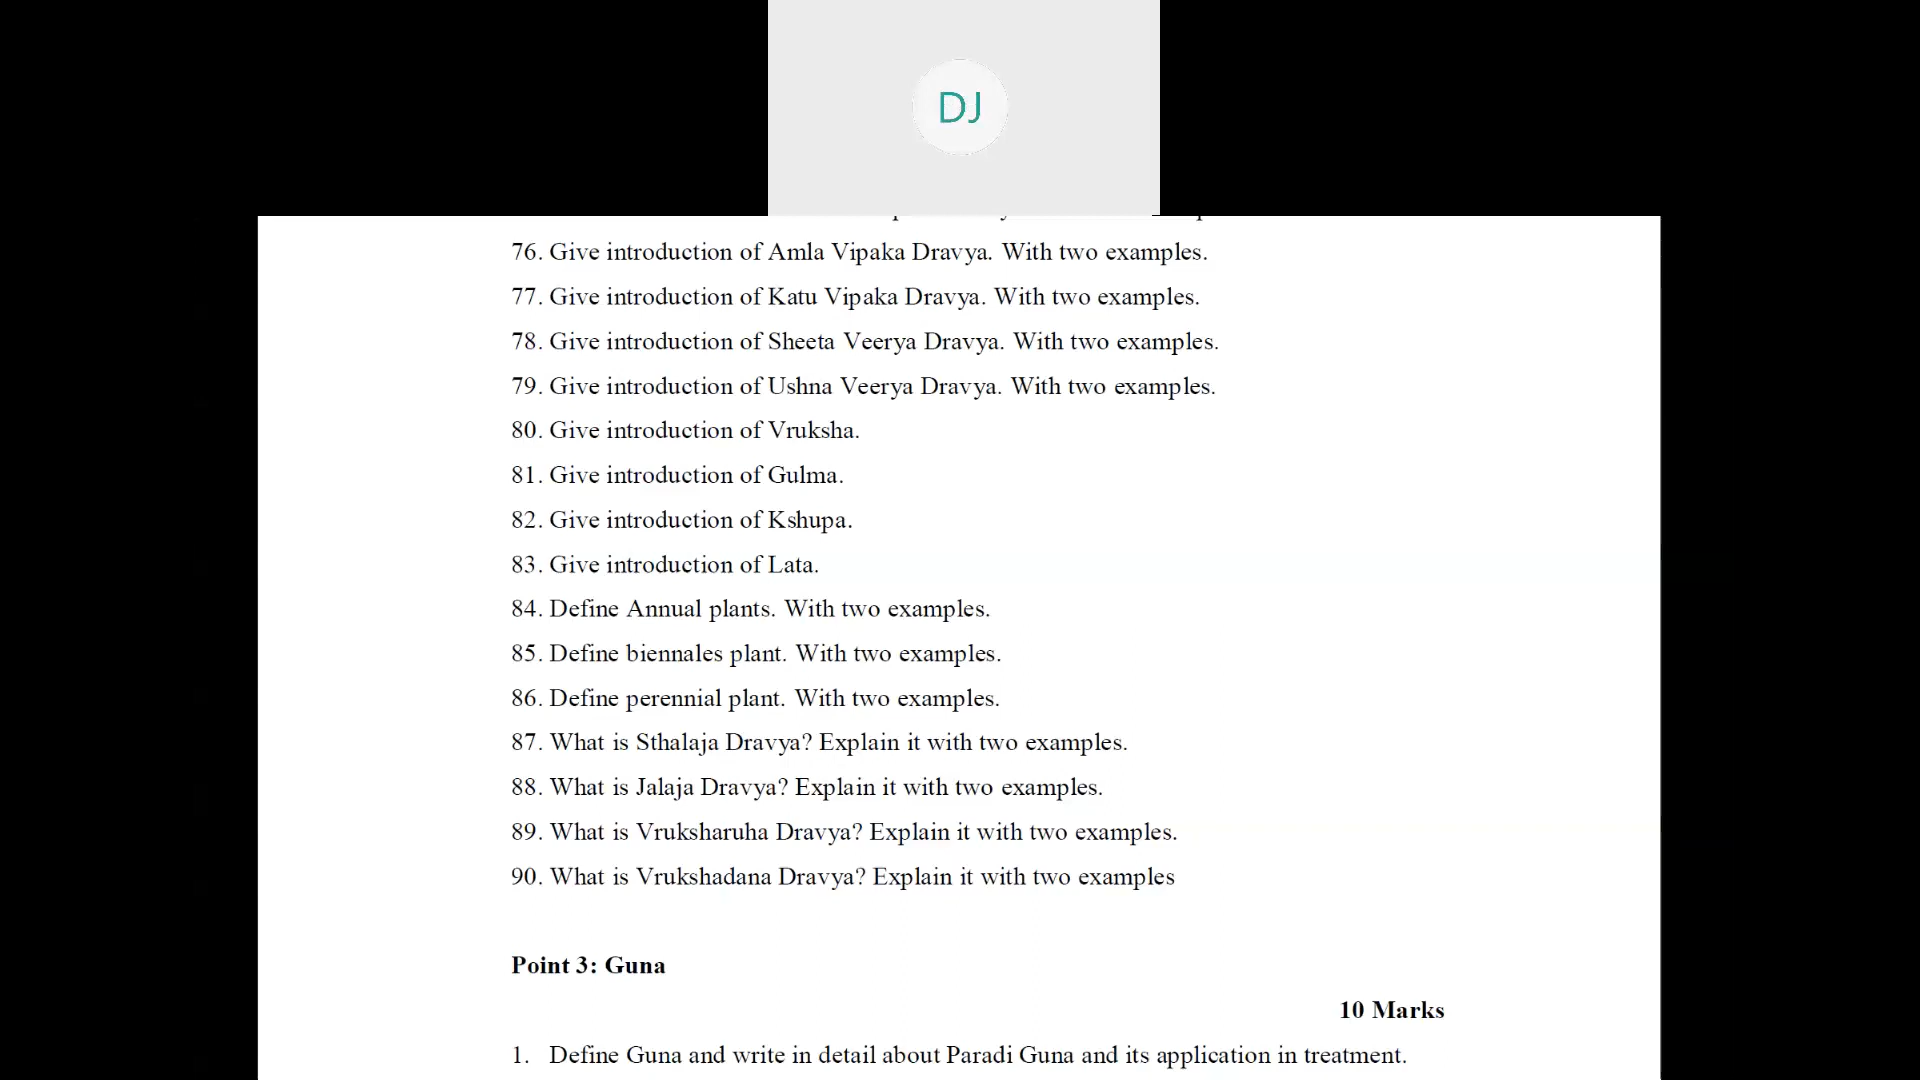 DJ
76. Give introduction of Amla Vipaka Dravya. With two examples.
77. Give introduction of Katu Vipaka Dravya. With two examples.
78. Give introduction of Sheeta Veerya Dravya. With two examples.
79. Give introduction of Ushna Veerya Dravya. With two examples.
80. Give introduction of Vruksha.
81. Give introduction of Gulma.
82. Give introduction of Kshupa.
83. Give introduction of Lata.
84. Define Annual plants. With two examples.
85. Define biennales plant. With two examples.
86. Define perennial plant. With two examples.
87. What is Sthalaja Dravya? Explain it with two examples.
88. What is Jalaja Dravya? Explain it with two examples.
89. What is Vruksharuha Dravya? Explain it with two examples.
90. What is Vrukshadana Dravya? Explain it with two examples
Point 3: Guna
10 Marks
1. Define Guna and write in detail about Paradi Guna and its application in treatment.